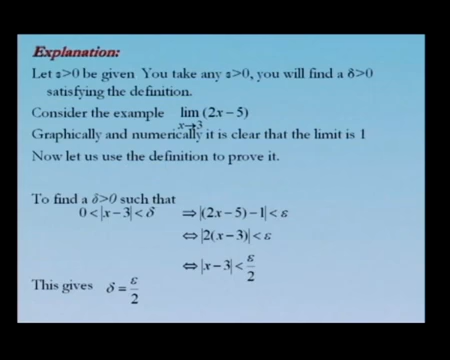 Explanation:
Let ε>0 be given You take any ε>0, you will find a δ>0
satisfying the definition.
Consider the example lim (2x − 5)
x→3
Graphically and numerically it is clear that the limit is 1
Now let us use the definition to prove it.
To find a δ>0 such that
0 < |x − 3| < δ ⇒ |(2x − 5) − 1| < ε
⇔ |2(x − 3)| < ε
⇔ |x − 3| < ε/2
This gives δ = ε/2